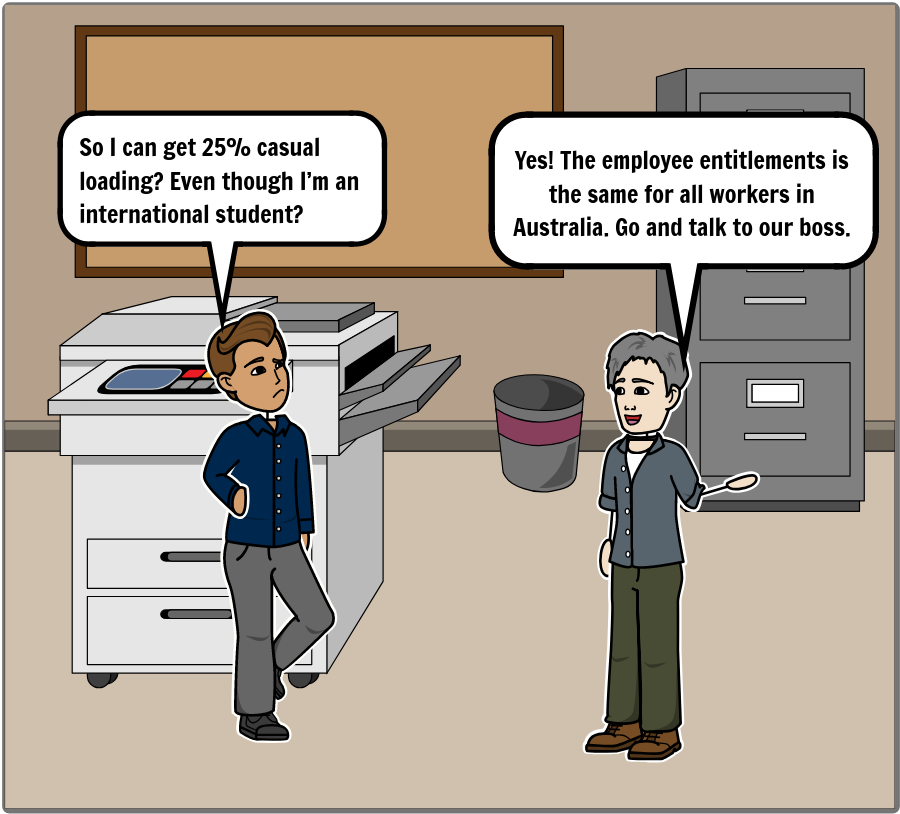 So I can get 25% casual
loading? Even though I'm an
international student?
Yes! The employee entitlements is
the same for all workers in
Australia. Go and talk to our boss.